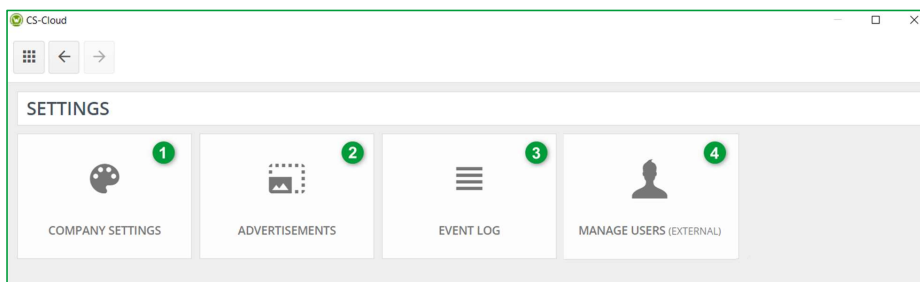 CS-Cloud
SETTINGS
1
2
3
4
COMPANY SETTINGS
ADVERTISEMENTS
EVENT LOG
MANAGE USERS (EXTERNAL)